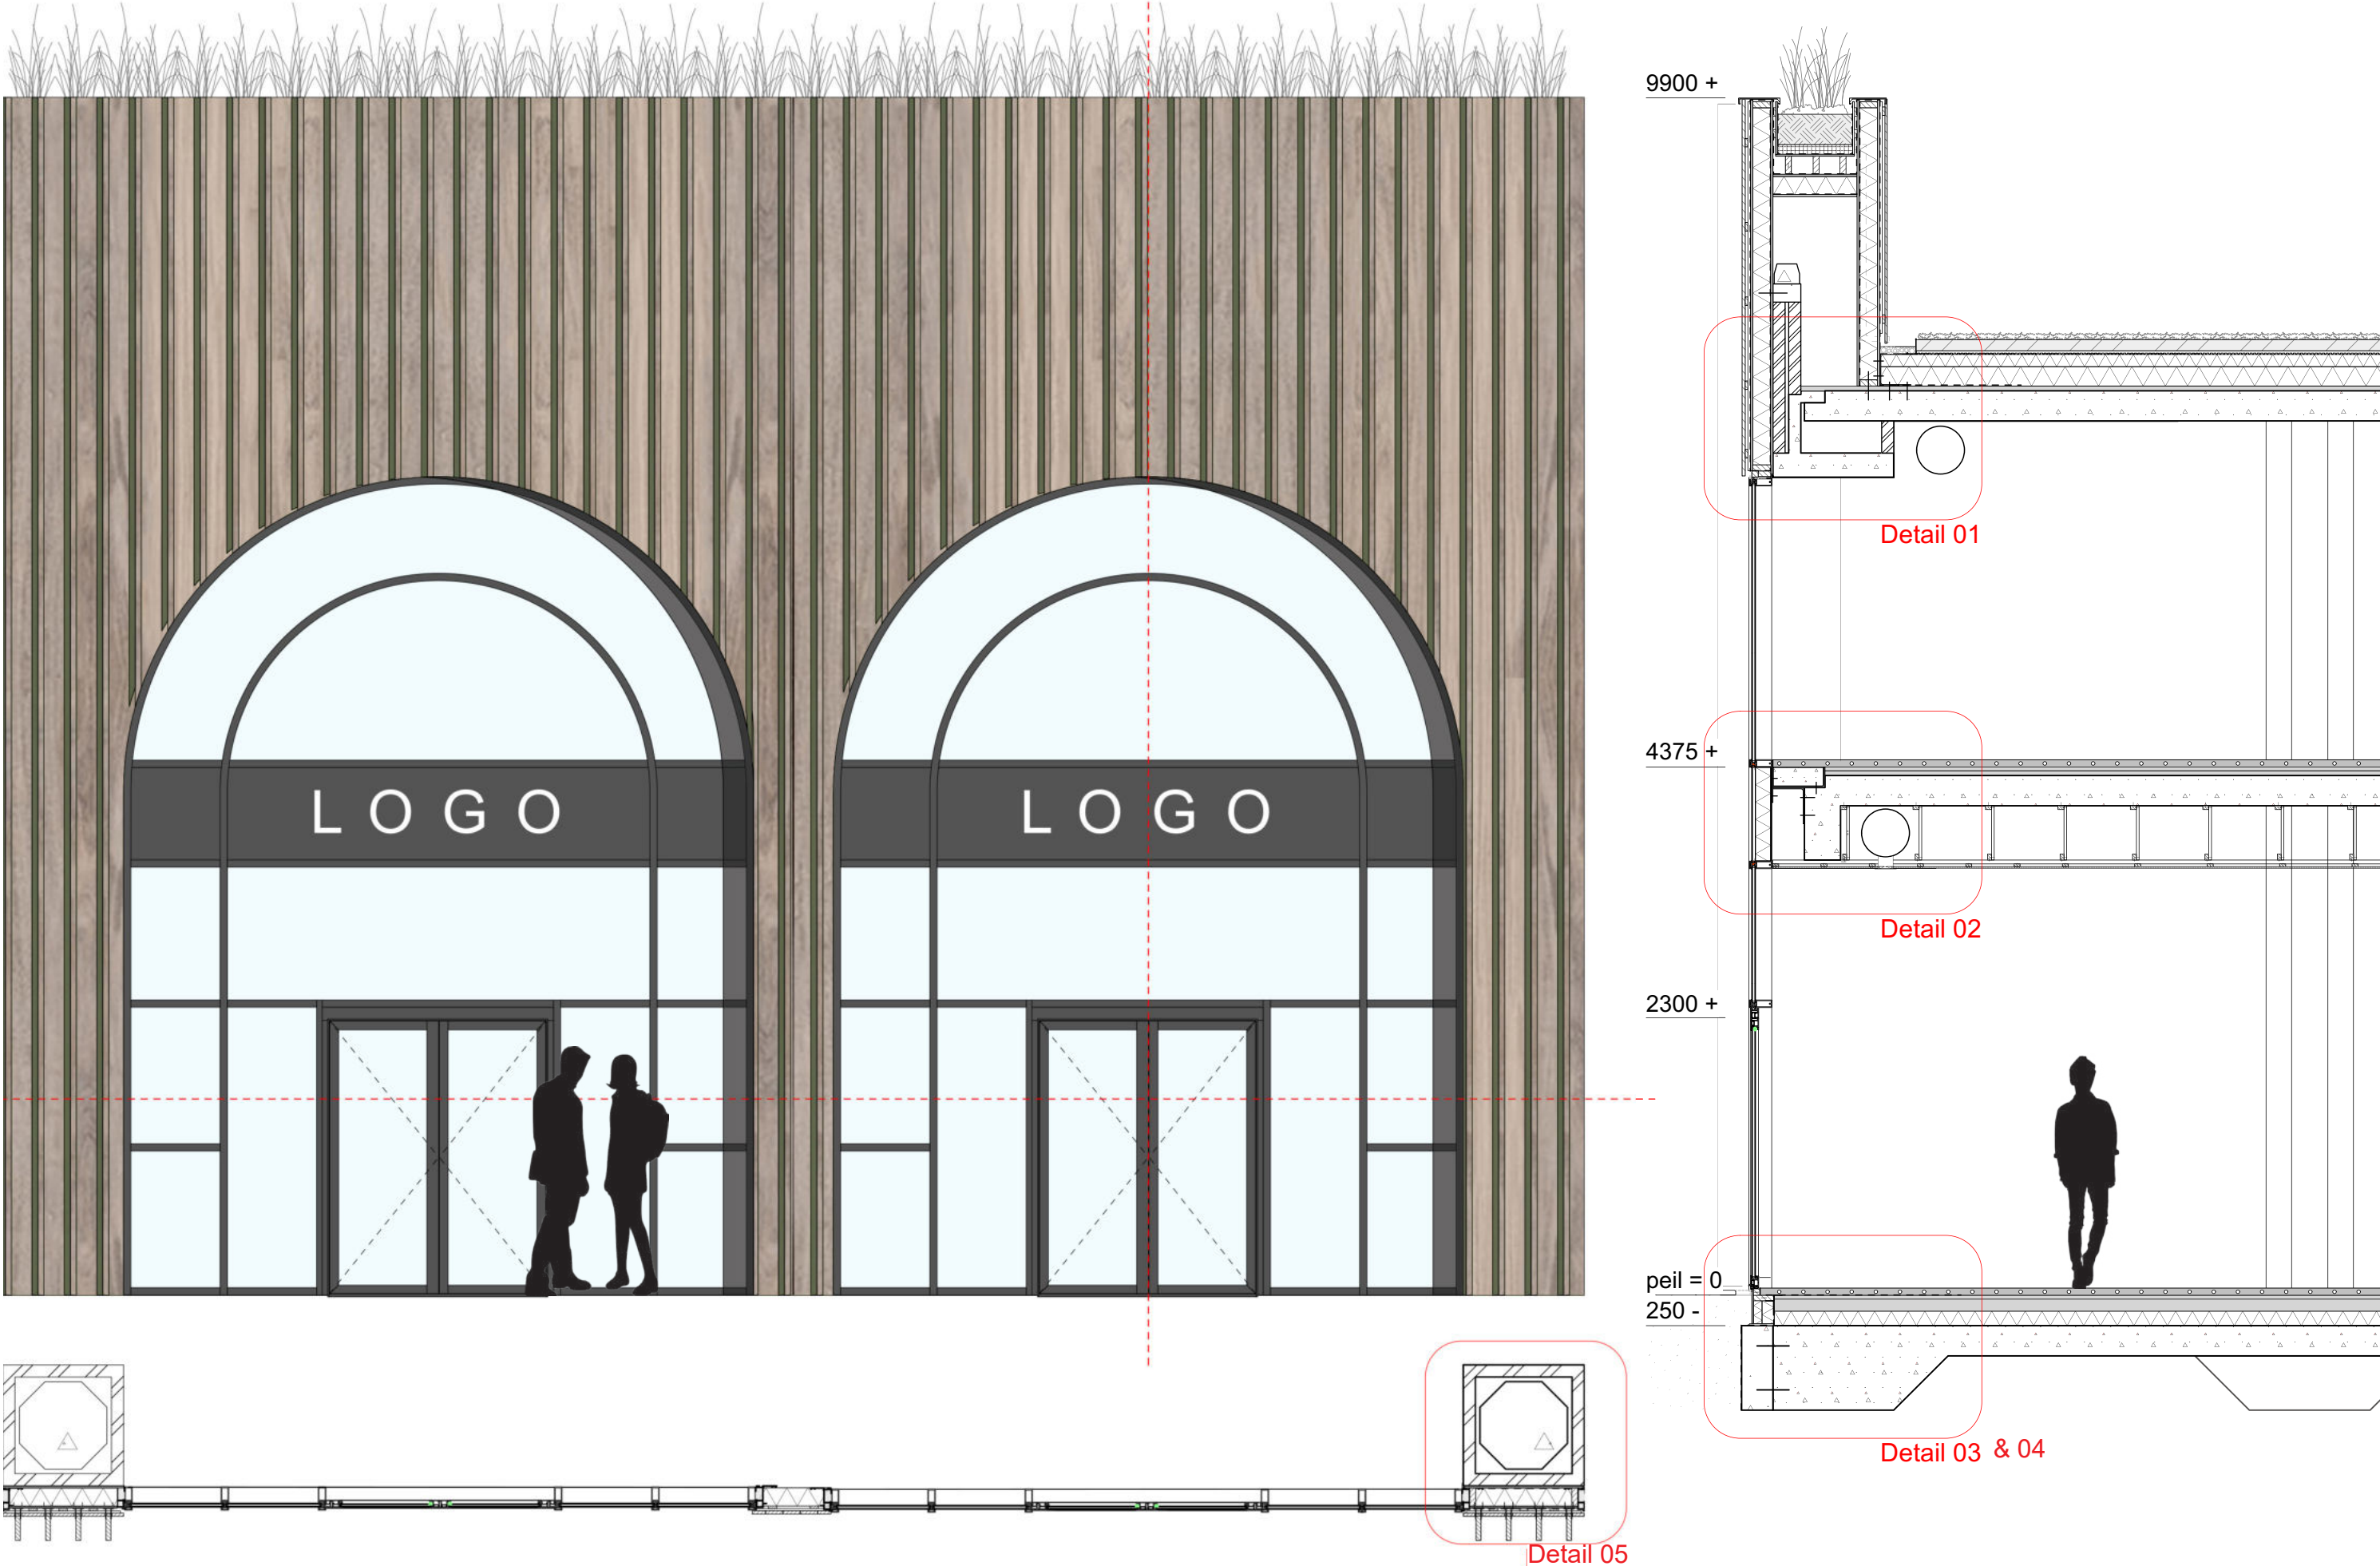 9900 +
Detail 01
4375 +
LOGO
LOGO
Detail 02
2300 +
peil = 0
250 -
Detail 03 & 04
Detail 05